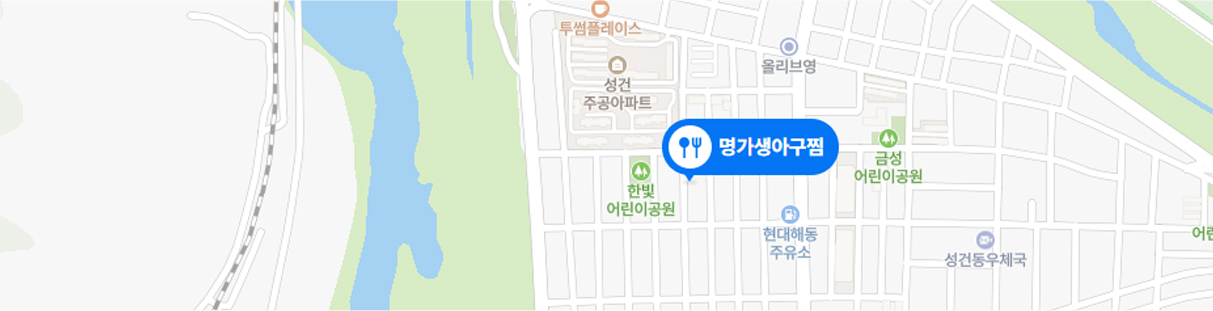 투썸플레이스
올리브영
성건
주공아파트
명가생아구찜
금성
어린이공원
한빛
어린이공원
현대해동
주유소
어린
성건동우체국